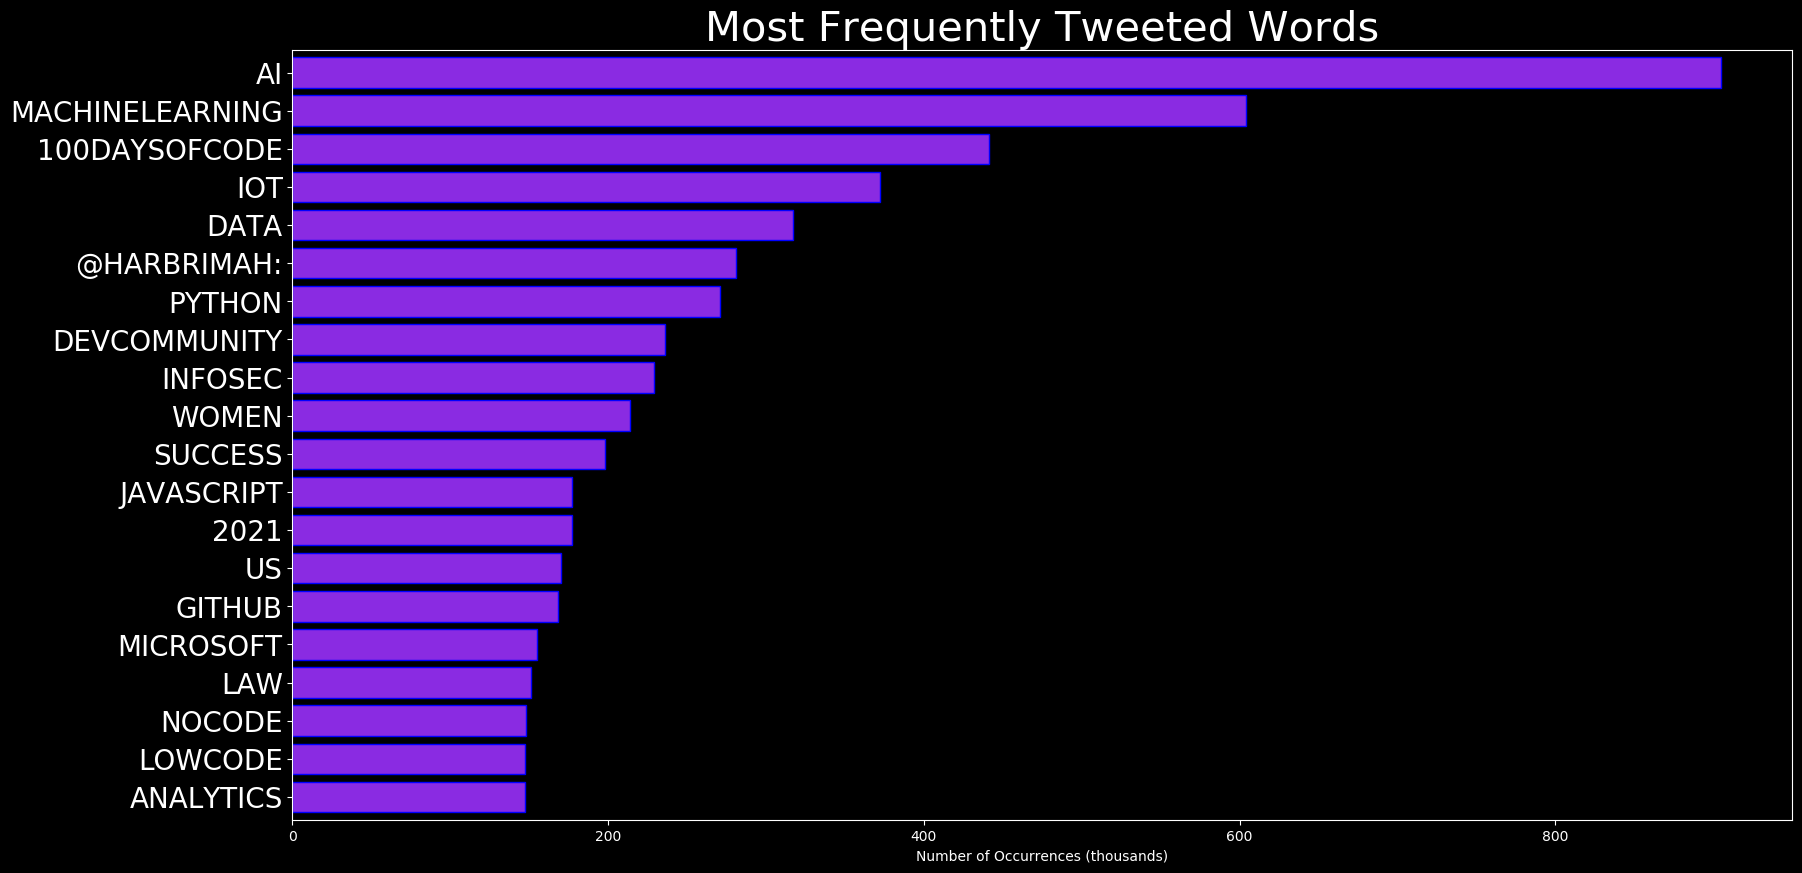 Most Frequently Tweeted Words
AI
MACHINELEARNING
100DAYSOFCODE
IOT
DATA
@HARBRIMAH:
PYTHON
DEVCOMMUNITY
INFOSEC
WOMEN
SUCCESS
JAVASCRIPT
2021
US
GITHUB
MICROSOFT
LAW
NOCODE
LOWCODE
ANALYTICS
0 200 400 600 800
Number of Occurrences (thousands)